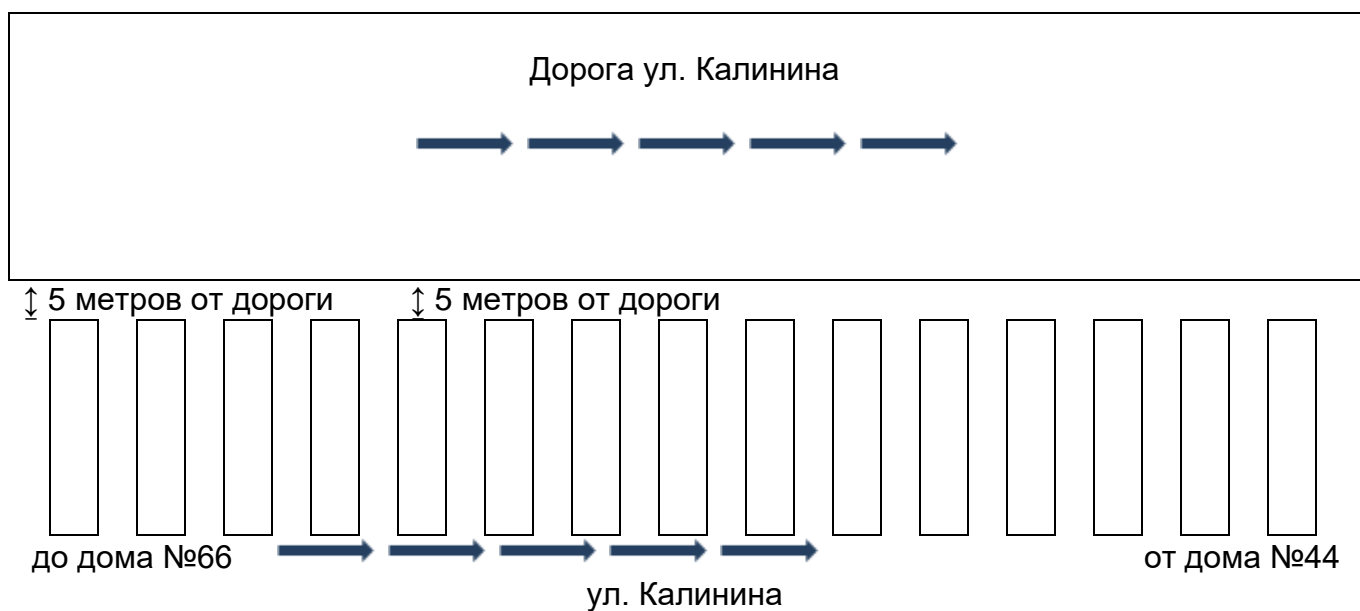 Дорога ул. Калинина
↕ 5 метров от дороги ↕ 5 метров от дороги
до дома №66 от дома №44
ул. Калинина